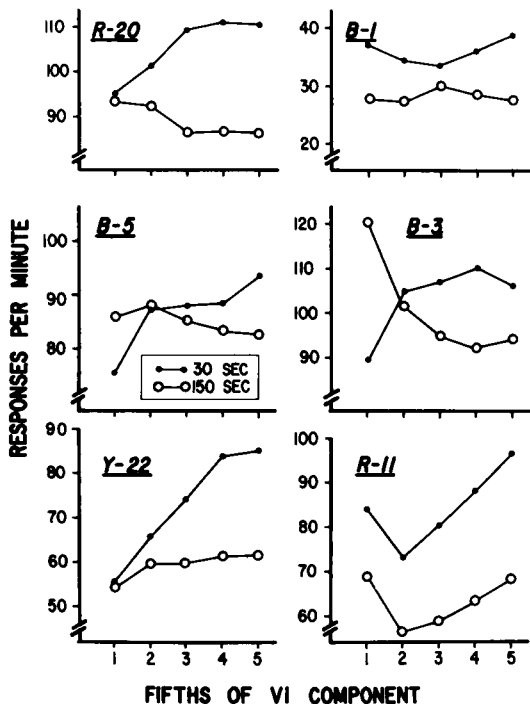 RESPONSES PER MINUTE
R-20
110
100
90
B-1
40
30
20
B-5
100
90
80
30 SEC
150 SEC
B-3
120
110
100
90
Y-22
90
80
70
60
50
1 2 3 4 5
R-11
100
90
80
70
60
1 2 3 4 5
FIFTHS OF VI COMPONENT